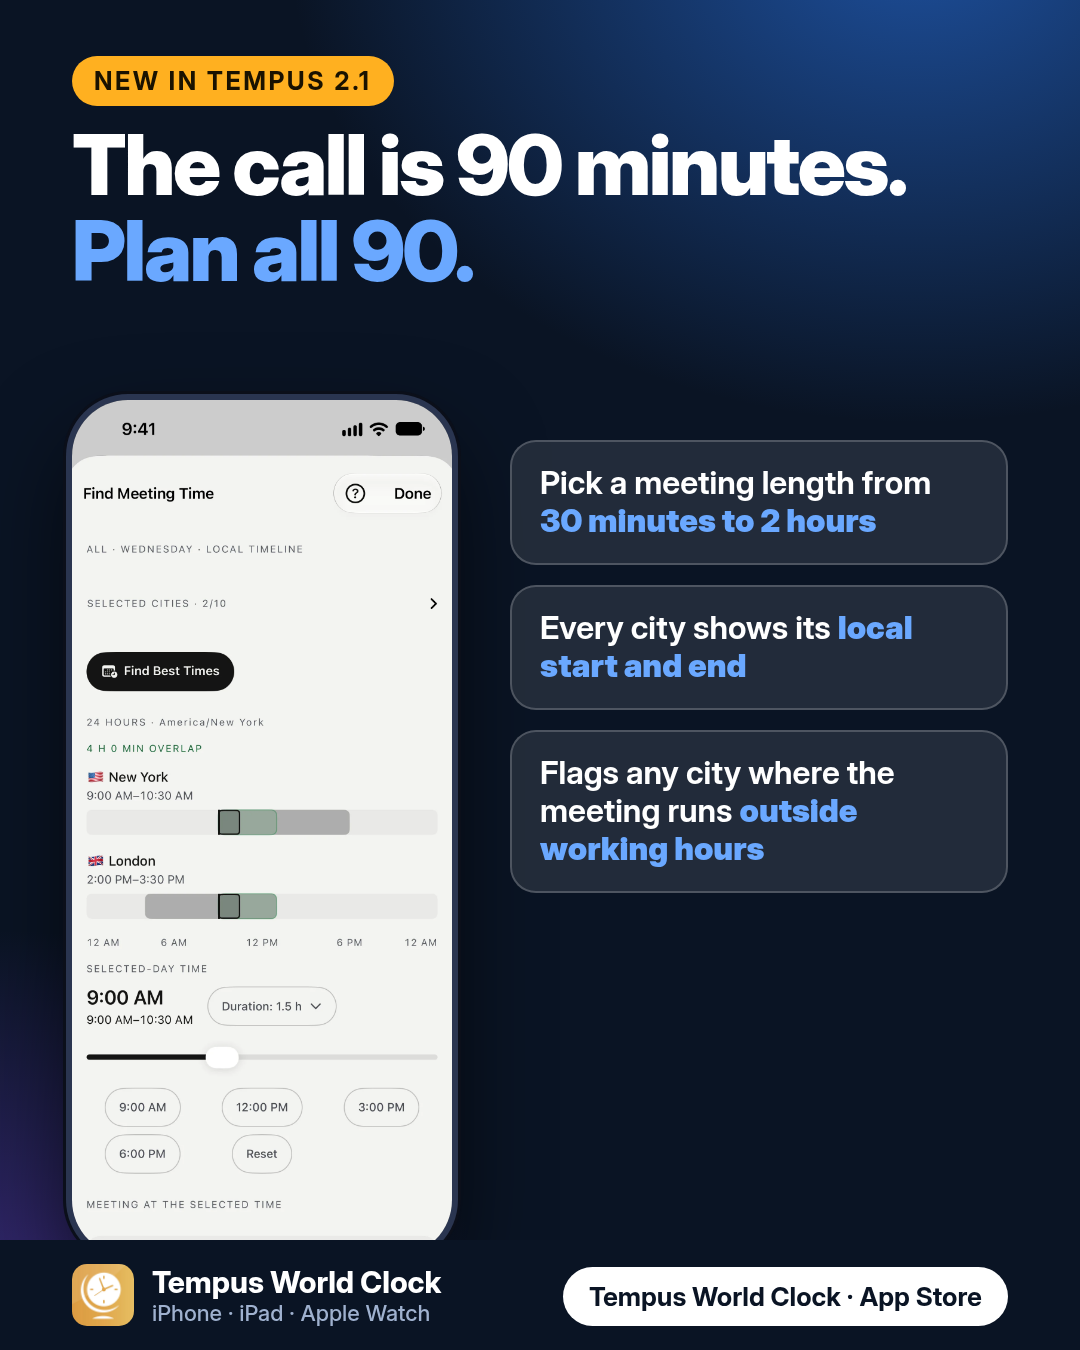 NEW IN TEMPUS 2.1
The call is 90 minutes.
Plan all 90.
9:41
Find Meeting Time
? Done
ALL · WEDNESDAY · LOCAL TIMELINE
SELECTED CITIES · 2/10
Find Best Times
24 HOURS · America/New York
4 H 0 MIN OVERLAP
🇺🇸 New York
9:00 AM–10:30 AM
🇬🇧 London
2:00 PM–3:30 PM
12 AM 6 AM 12 PM 6 PM 12 AM
SELECTED-DAY TIME
9:00 AM
9:00 AM–10:30 AM
Duration: 1.5 h
9:00 AM 12:00 PM 3:00 PM
6:00 PM Reset
MEETING AT THE SELECTED TIME
Pick a meeting length from
30 minutes to 2 hours
Every city shows its local
start and end
Flags any city where the
meeting runs outside
working hours
Tempus World Clock
iPhone · iPad · Apple Watch
Tempus World Clock · App Store